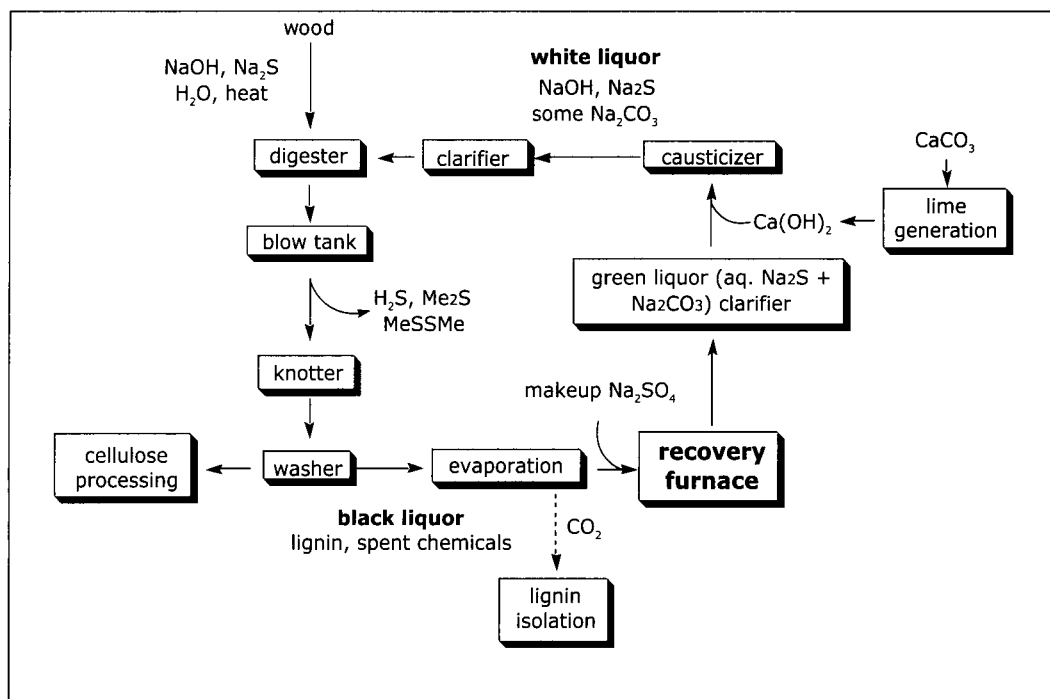 wood
NaOH, Na₂S
H₂O, heat
white liquor
NaOH, Na2S
some Na₂CO₃
digester
clarifier
causticizer
CaCO₃
lime
generation
Ca(OH)₂
blow tank
green liquor (aq. Na2S +
Na2CO3) clarifier
H₂S, Me2S
MeSSMe
knotter
makeup Na₂SO₄
cellulose
processing
washer
evaporation
recovery
furnace
black liquor
lignin, spent chemicals
CO₂
lignin
isolation